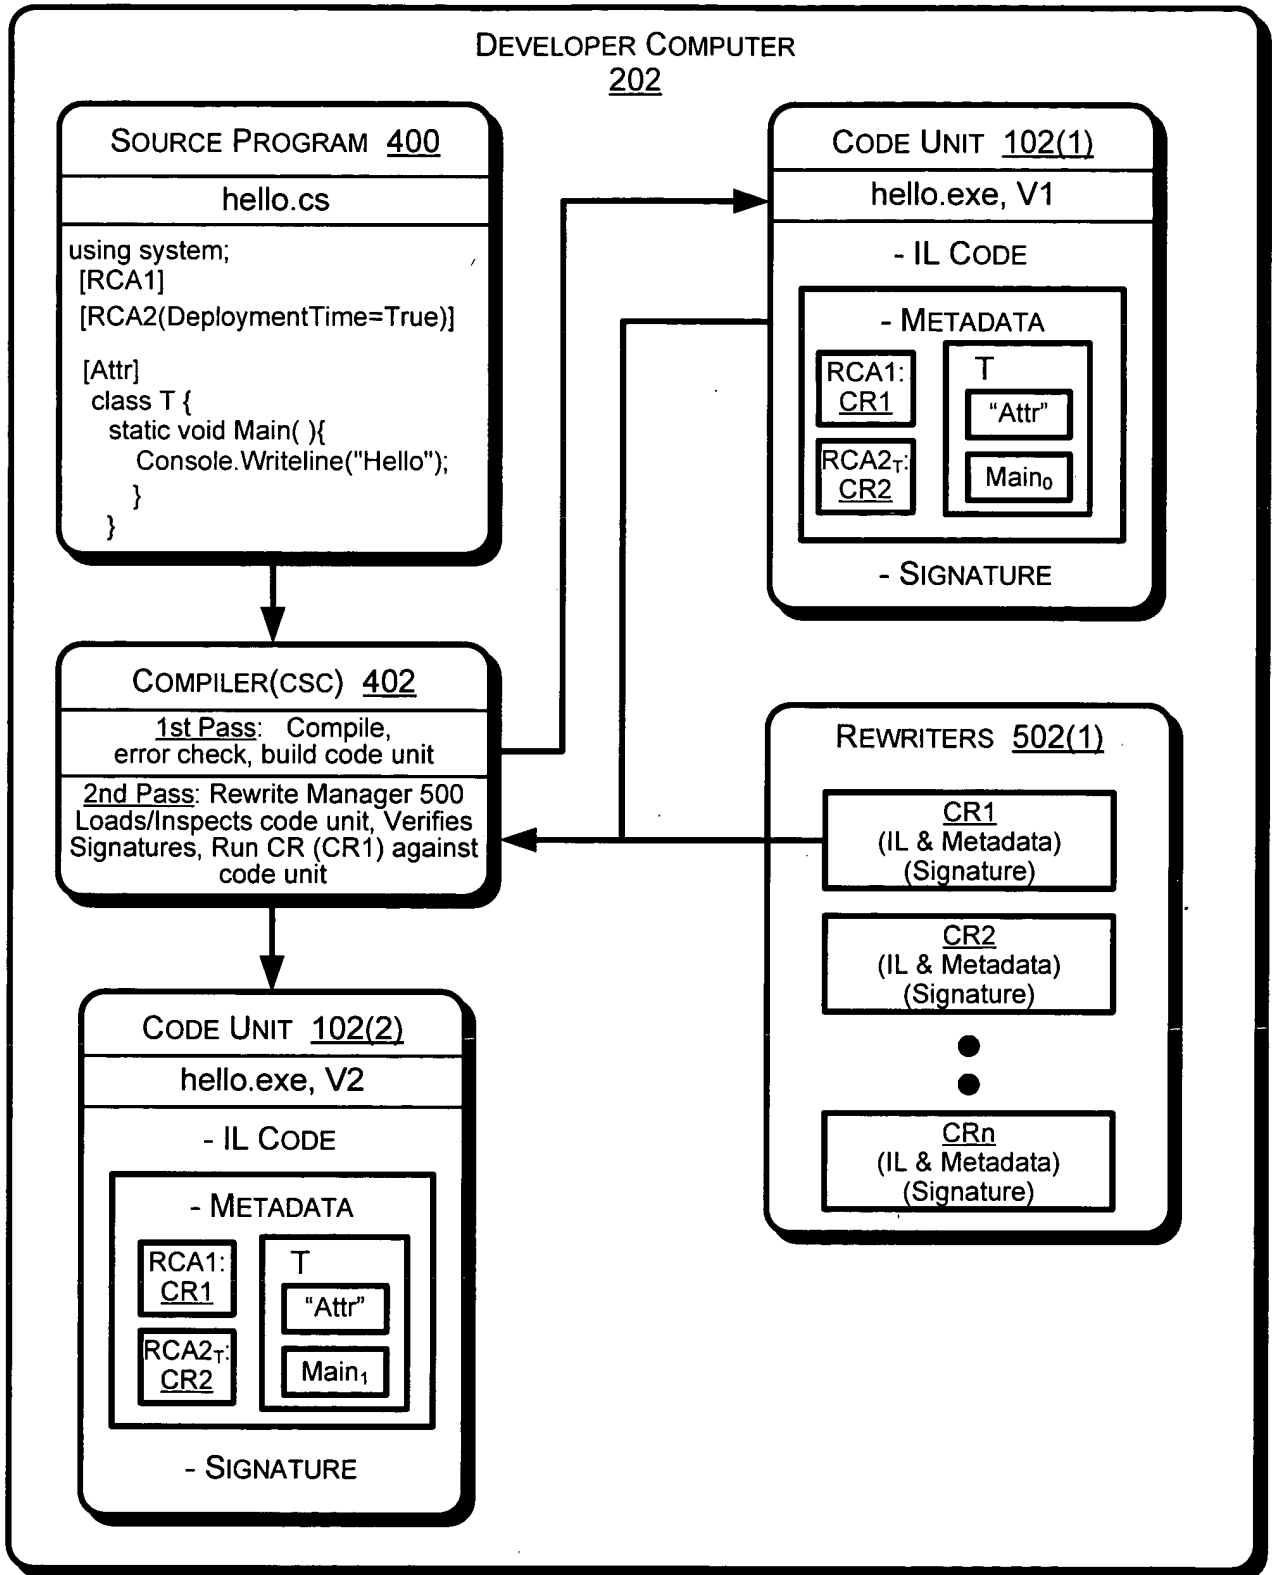 DEVELOPER COMPUTER
202
SOURCE PROGRAM 400
hello.cs
using system;
[RCA1]
[RCA2(DeploymentTime=True)]
[Attr]
class T {
static void Main( ){
Console.Writeline("Hello");
}
}
CODE UNIT 102(1)
hello.exe, V1
- IL CODE
- METADATA
RCA1:
CR1
RCA2T:
CR2
T
“Attr”
Main0
- SIGNATURE
COMPILER(CSC) 402
1st Pass: Compile,
error check, build code unit
2nd Pass: Rewrite Manager 500
Loads/Inspects code unit, Verifies
Signatures, Run CR (CR1) against
code unit
REWRITERS 502(1)
CR1
(IL & Metadata)
(Signature)
CR2
(IL & Metadata)
(Signature)
CRn
(IL & Metadata)
(Signature)
CODE UNIT 102(2)
hello.exe, V2
- IL CODE
- METADATA
RCA1:
CR1
RCA2T:
CR2
T
“Attr”
Main1
- SIGNATURE